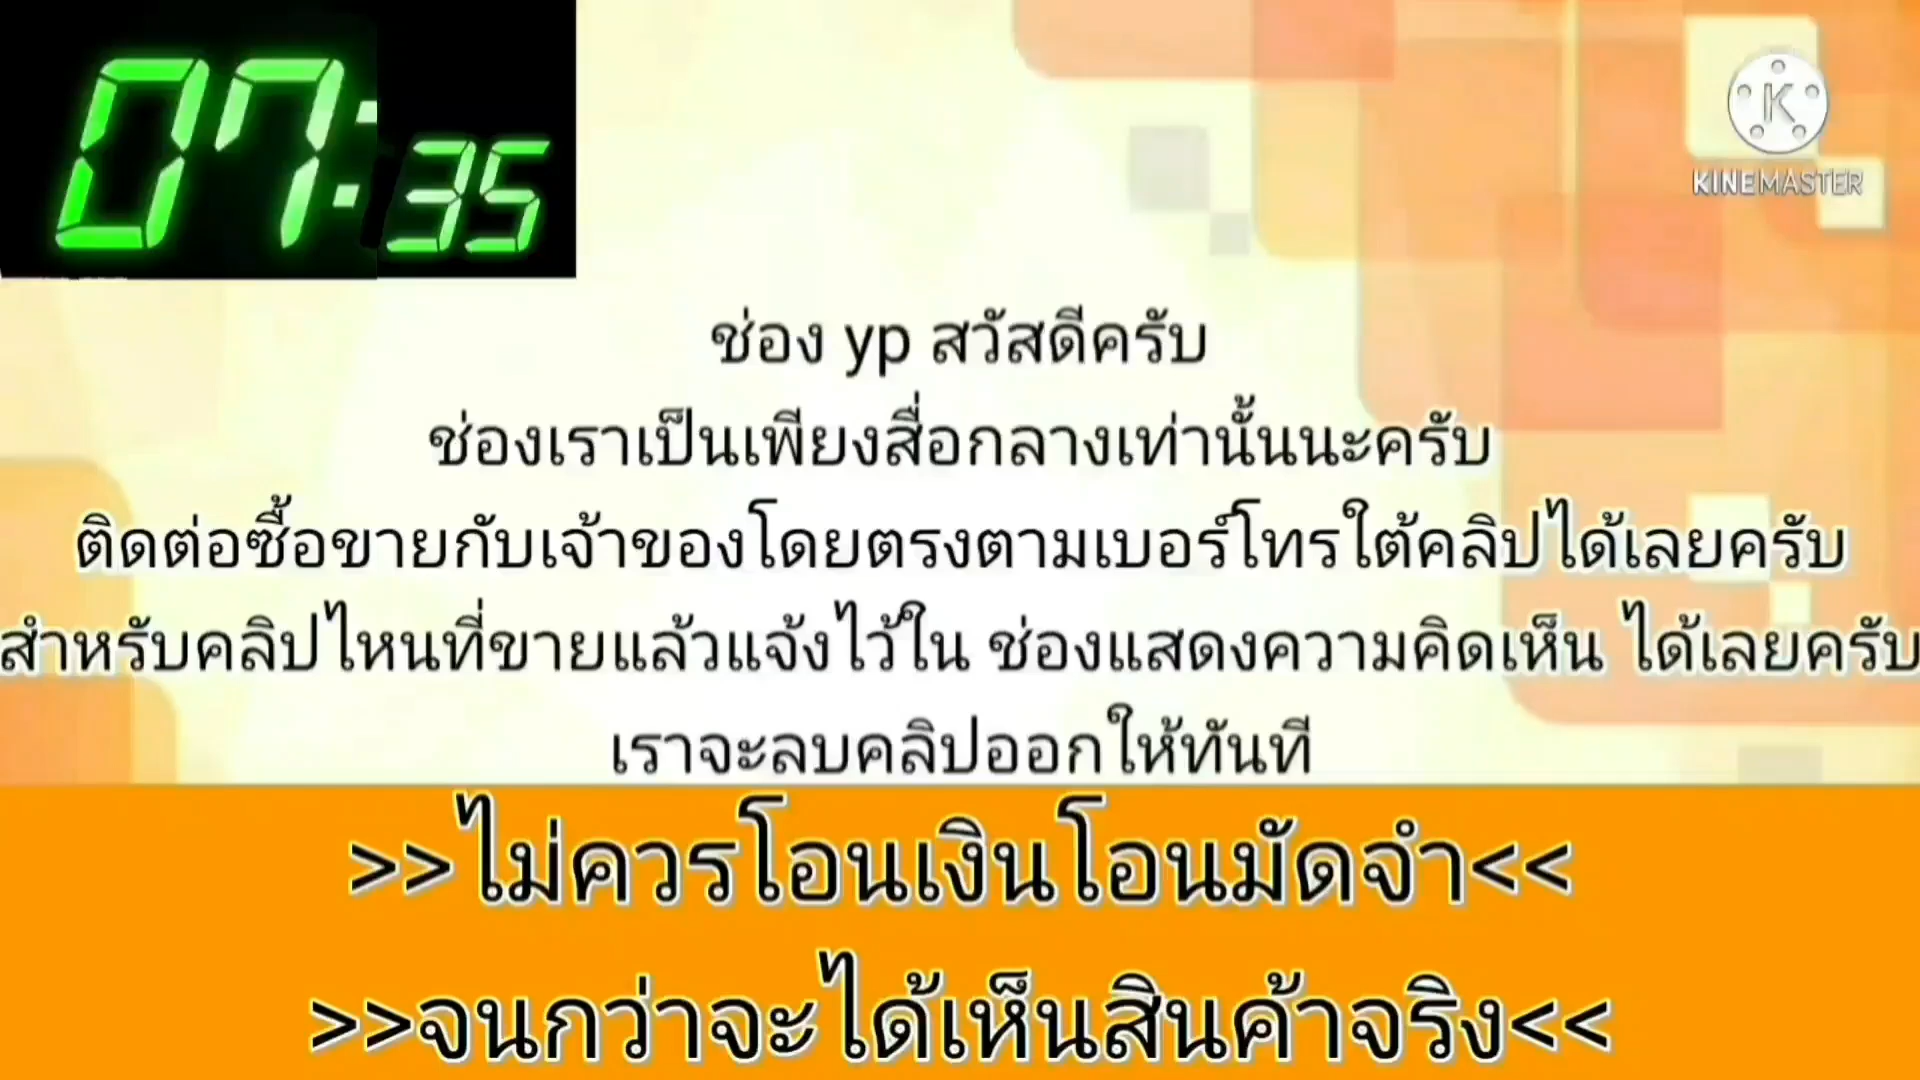 07:35
KINEMASTER
ช่อง yp สวัสดีครับ
ช่องเราเป็นเพียงสื่อกลางเท่านั้นนะครับ
ติดต่อซื้อขายกับเจ้าของโดยตรงตามเบอร์โทรใต้คลิปได้เลยครับ
สำหรับคลิปไหนที่ขายแล้วแจ้งไว้ใน ช่องแสดงความคิดเห็น ได้เลยครับ
เราจะลบคลิปออกให้ทันที
>>ไม่ควรโอนเงินโอนมัดจำ<<
>>จนกว่าจะได้เห็นสินค้าจริง<<